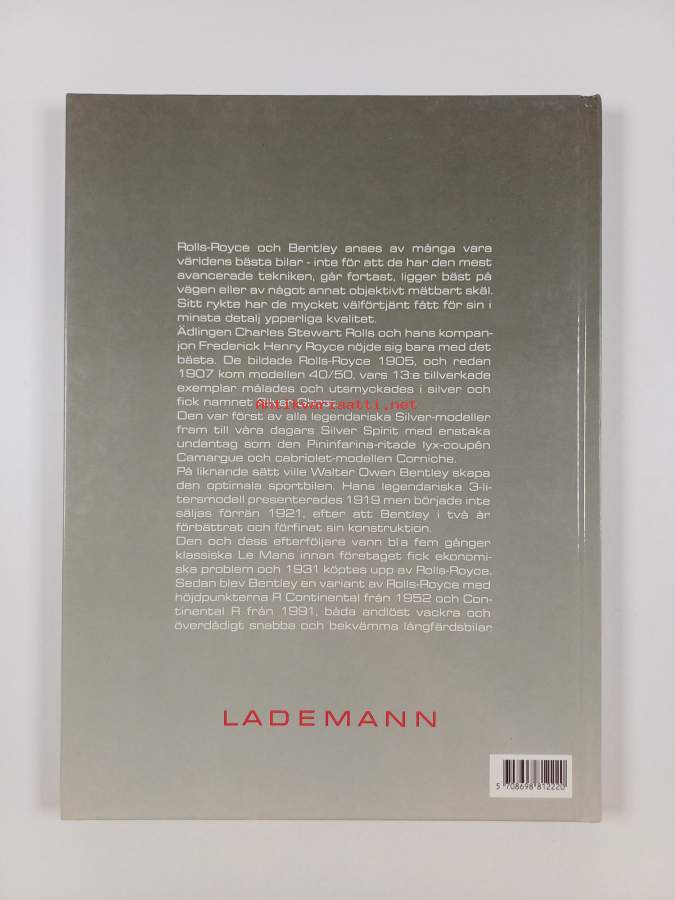 Rolls-Royce och Bentley anses av många vara
världens bästa bilar - inte för att de har den mest
avancerade tekniken, går fortast, ligger bäst på
vägen eller av något annat objektivt mätbart skäl.
Sitt rykte har de mycket välförtjänt fått för sin i
minsta detalj ypperliga kvalitet.
Ädlingen Charles Stewart Rolls och hans kompan-
jon Frederick Henry Royce nöjde sig bara med det
bästa. De bildade Rolls-Royce 1905, och redan
1907 kom modellen 40/50, vars 13:e tillverkade
exemplar målades och utsmyckades i silver och
fick namnet Silver Ghost.
Antikvariaatti.net
Den var först av alla legendariska Silver-modeller
fram till våra dagars Silver Spirit med enstaka
undantag som den Pininfarina-ritade lyx-coupén
Camargue och cabriolet-modellen Corniche.
På liknande sätt ville Walter Owen Bentley skapa
den optimala sportbilen. Hans legendariska 3-li-
tersmodell presenterades 1919 men började inte
säljas förrän 1921, efter att Bentley i två år
förbättrat och förfinat sin konstruktion.
Den och dess efterföljare vann bla fem gånger
klassiska Le Mans innan företaget fick ekonomi-
ska problem och 1931 köptes upp av Rolls-Royce.
Sedan blev Bentley en variant av Rolls-Royce med
höjdpunkterna R Continental från 1952 och Con-
tinental R från 1991, båda andlöst vackra och
överdådigt snabba och bekväma långfärdsbilar.
LADEMANN
5 708698 812220